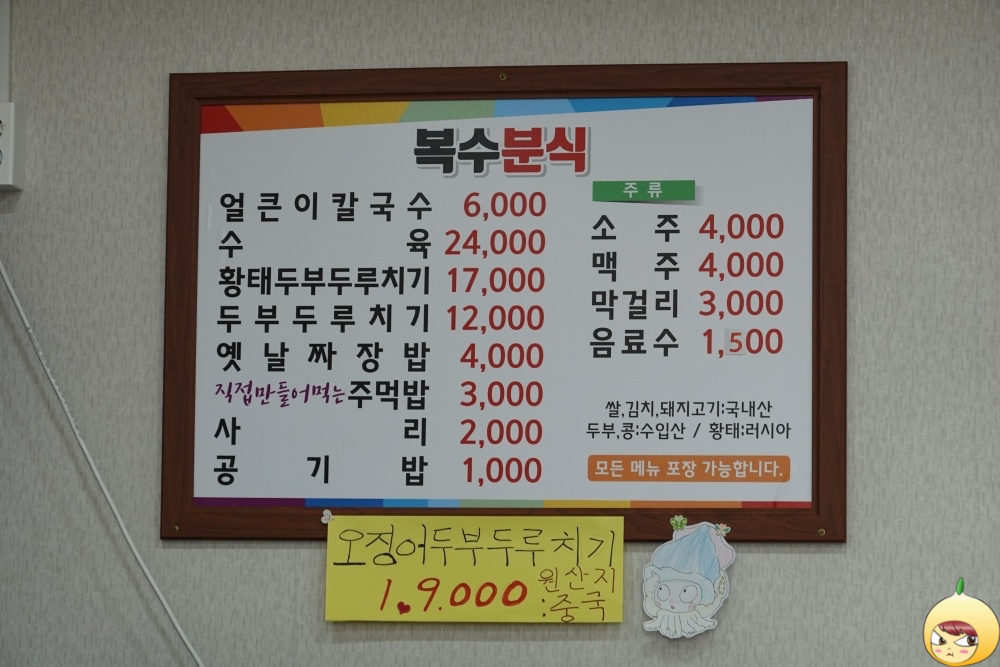 복수분식
얼큰이칼국수 6,000
수육 24,000
황태두부두루치기 17,000
두부두루치기 12,000
옛날짜장밥 4,000
직접만들어먹는주먹밥 3,000
사리 2,000
공기밥 1,000
주류
소주 4,000
맥주 4,000
막걸리 3,000
음료수 1,500
쌀,김치,돼지고기:국내산
두부,콩:수입산 / 황태:러시아
모든 메뉴 포장 가능합니다.
오징어두부두루치기
1.9.000
원산지
:중국